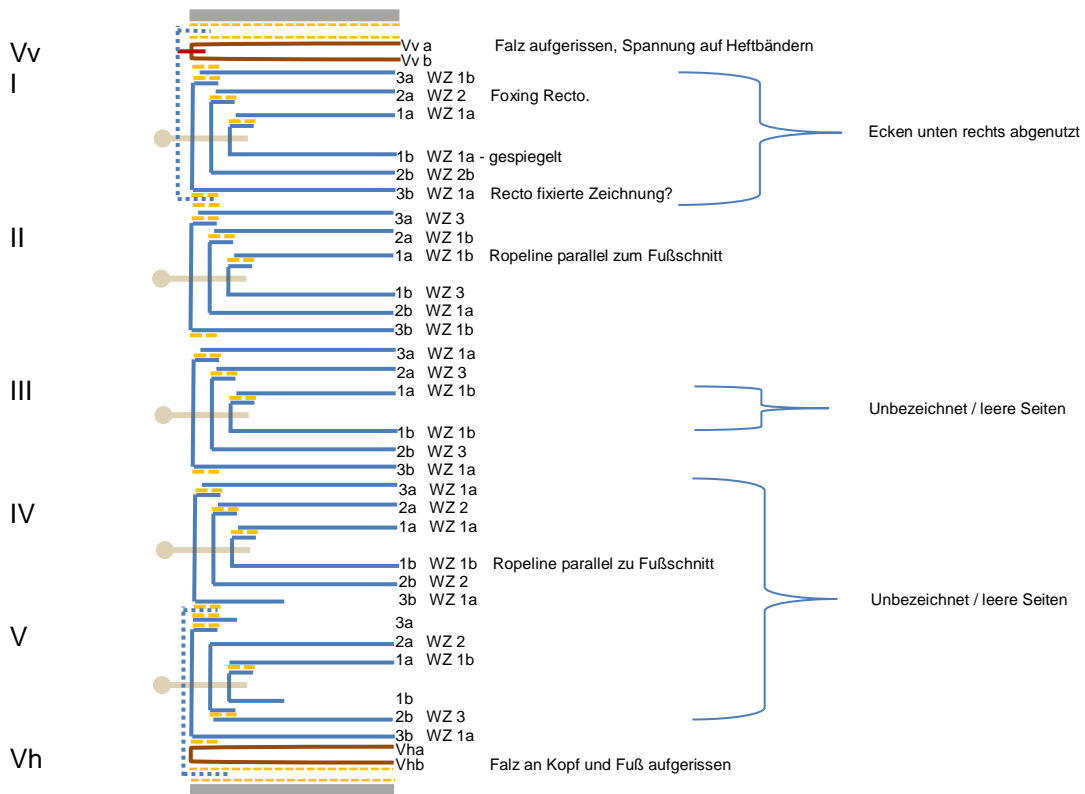 Vv
Vv a Falz aufgerissen, Spannung auf Heftbändern
Vv b
I
3a WZ 1b
2a WZ 2 Foxing Recto.
1a WZ 1a
Ecken unten rechts abgenutzt
1b WZ 1a - gespiegelt
2b WZ 2b
3b WZ 1a Recto fixierte Zeichnung?
II
3a WZ 3
2a WZ 1b
1a WZ 1b Ropeline parallel zum Fußschnitt
1b WZ 3
2b WZ 1a
3b WZ 1b
III
3a WZ 1a
2a WZ 3
1a WZ 1b
Unbezeichnet / leere Seiten
1b WZ 1b
2b WZ 3
3b WZ 1a
IV
3a WZ 1a
2a WZ 2
1a WZ 1a
1b WZ 1b Ropeline parallel zu Fußschnitt
2b WZ 2
3b WZ 1a
Unbezeichnet / leere Seiten
V
3a
2a WZ 2
1a WZ 1b
1b
2b WZ 3
3b WZ 1a
Vh
Vha
Vhb Falz an Kopf und Fuß aufgerissen